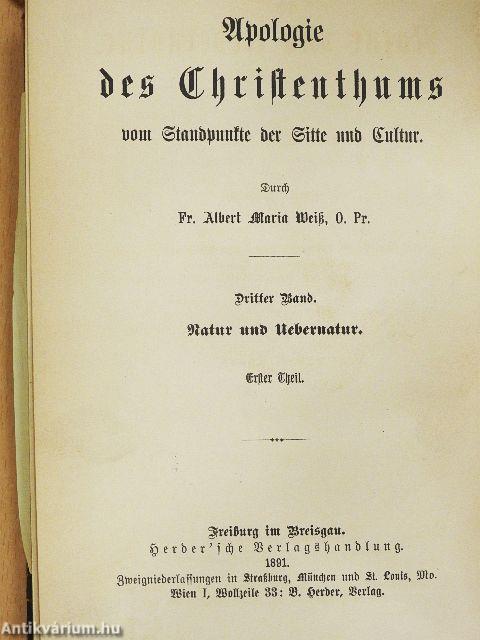 Apologie
des Christenthums
vom Standpunkte der Sitte und Cultur.
Durch
Fr. Albert Maria Weiß, O. Pr.
Dritter Band.
Natur und Uebernatur.
Erster Theil.
Freiburg im Breisgau.
Herder'sche Verlagshandlung.
1891.
Zweigniederlassungen in Straßburg, München und St. Louis, Mo.
Wien I, Wollzeile 33: B. Herder, Verlag.
Antikvárium.hu